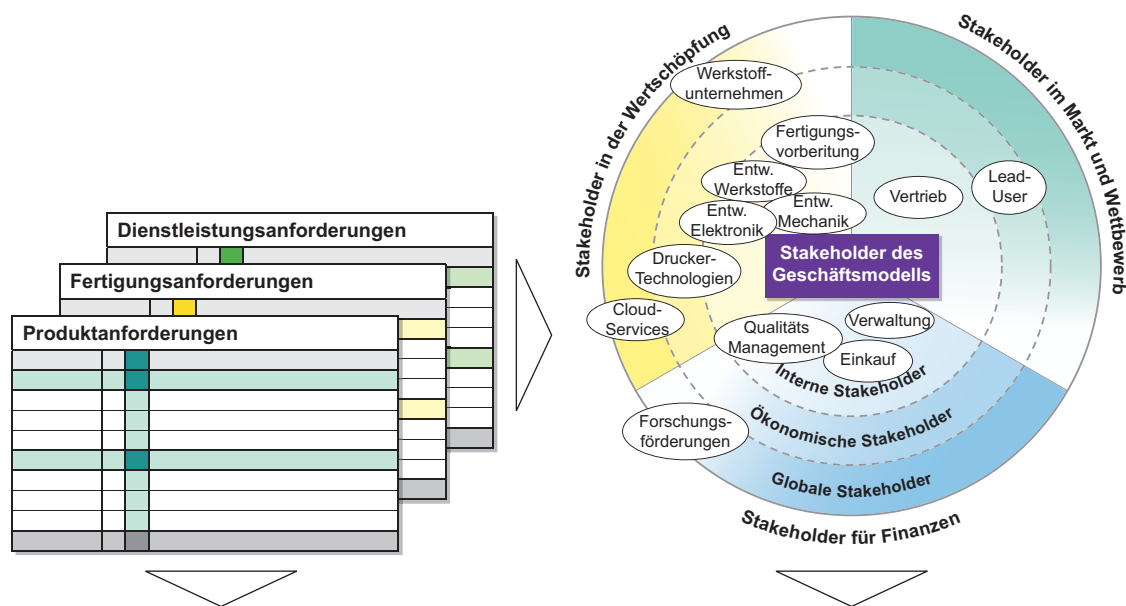 Dienstleistungsanforderungen
Fertigungsanforderungen
Produktanforderungen
Stakeholder in der Wertschöpfung
Stakeholder im Markt und Wettbewerb
Werkstoff-
unternehmen
Fertigungs-
vorberitung
Entw.
Werkstoffe
Entw.
Mechanik
Entw.
Elektronik
Vertrieb
Lead-
User
Stakeholder des
Geschäftsmodells
Drucker-
Technologien
Cloud-
Services
Qualitäts
Management
Verwaltung
Einkauf
Interne Stakeholder
Forschungs-
förderungen
Ökonomische Stakeholder
Globale Stakeholder
Stakeholder für Finanzen